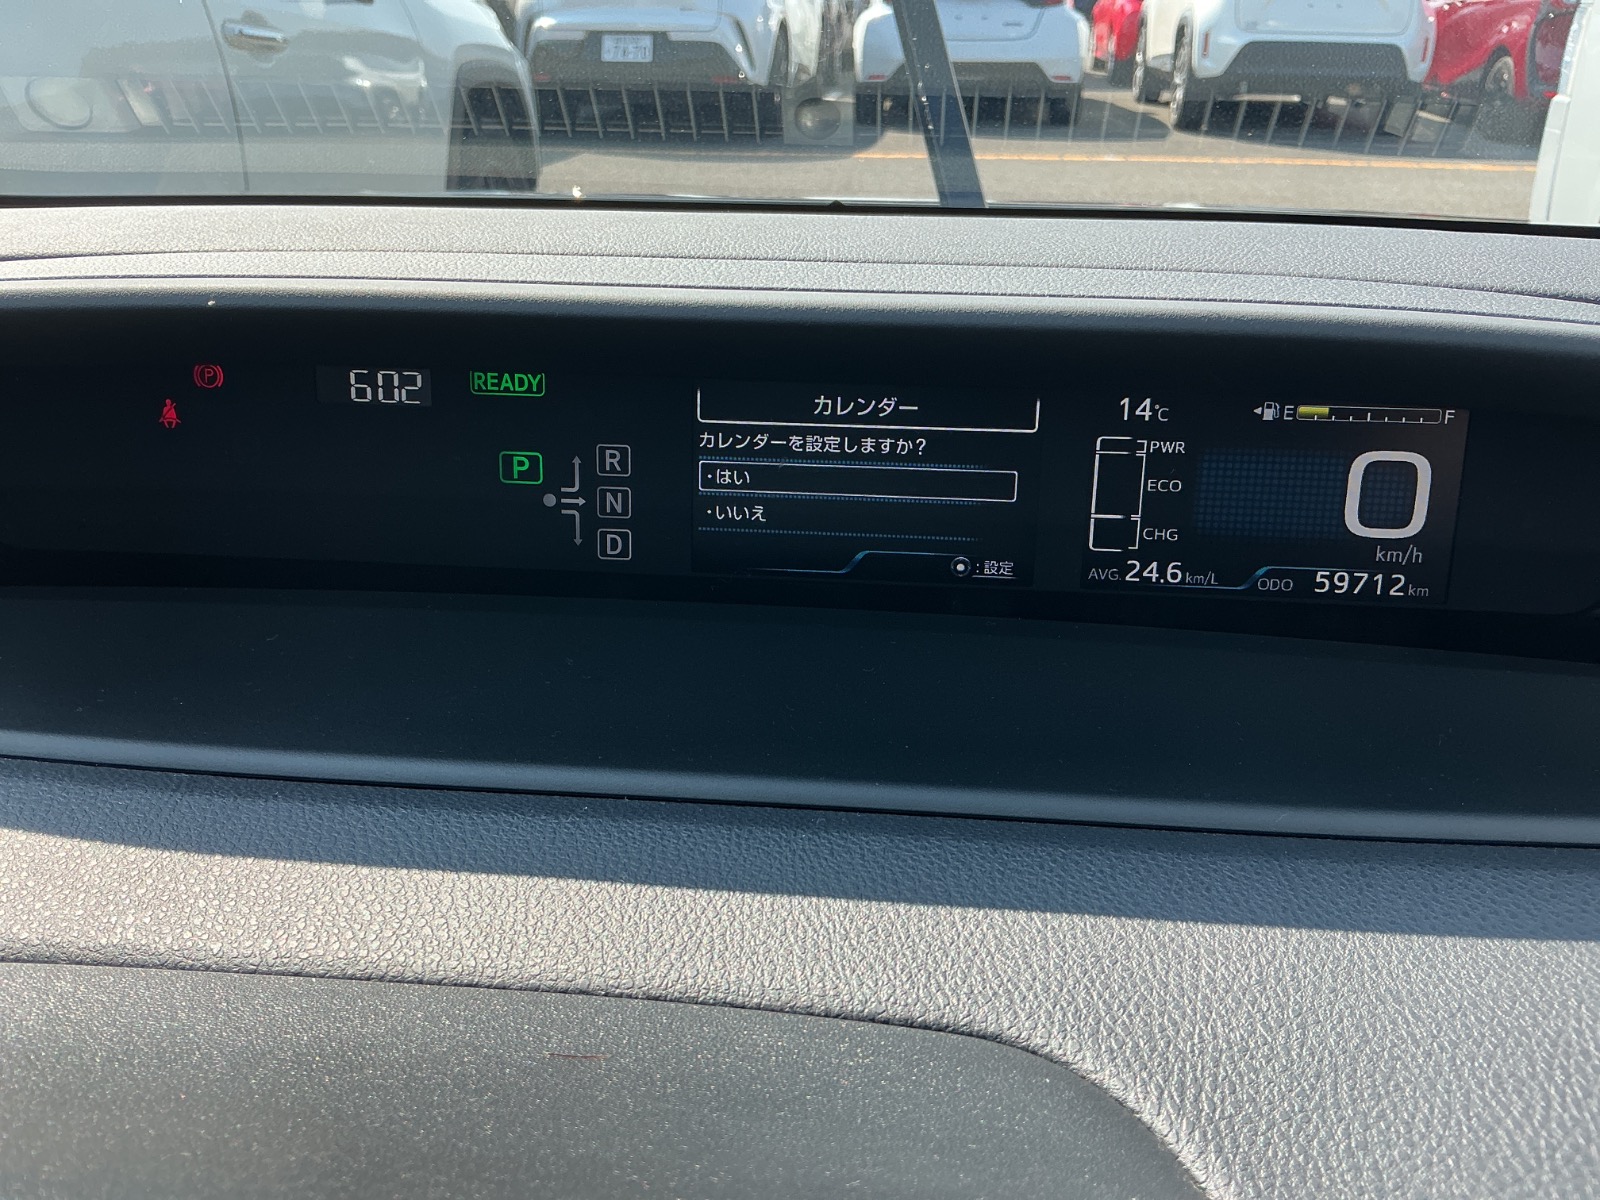 602
READY
P
R
N
D
カレンダー
カレンダーを設定しますか?
・はい
・いいえ
:設定
14℃
E
F
PWR
ECO
CHG
0
km/h
AVG. 24.6 km/L
ODO 59712 km